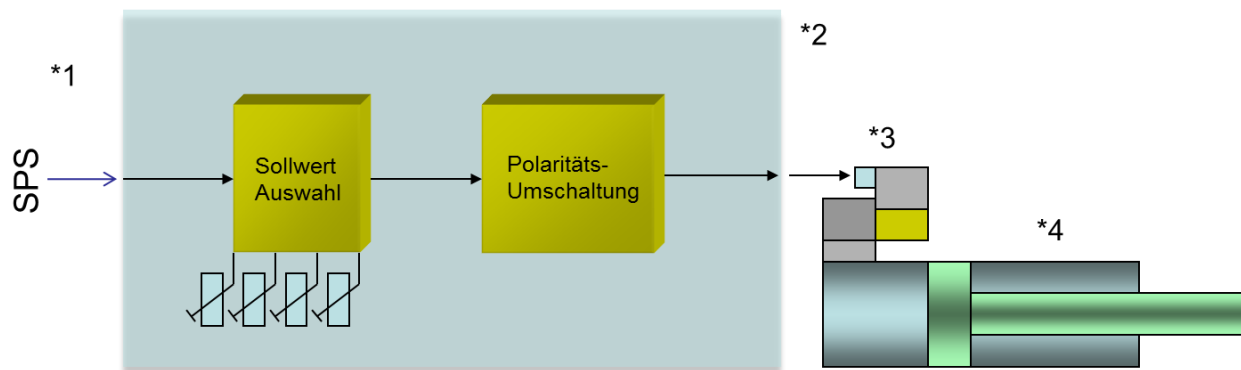 *1
SPS
Sollwert
Auswahl
Polaritäts-
Umschaltung
*2
*3
*4